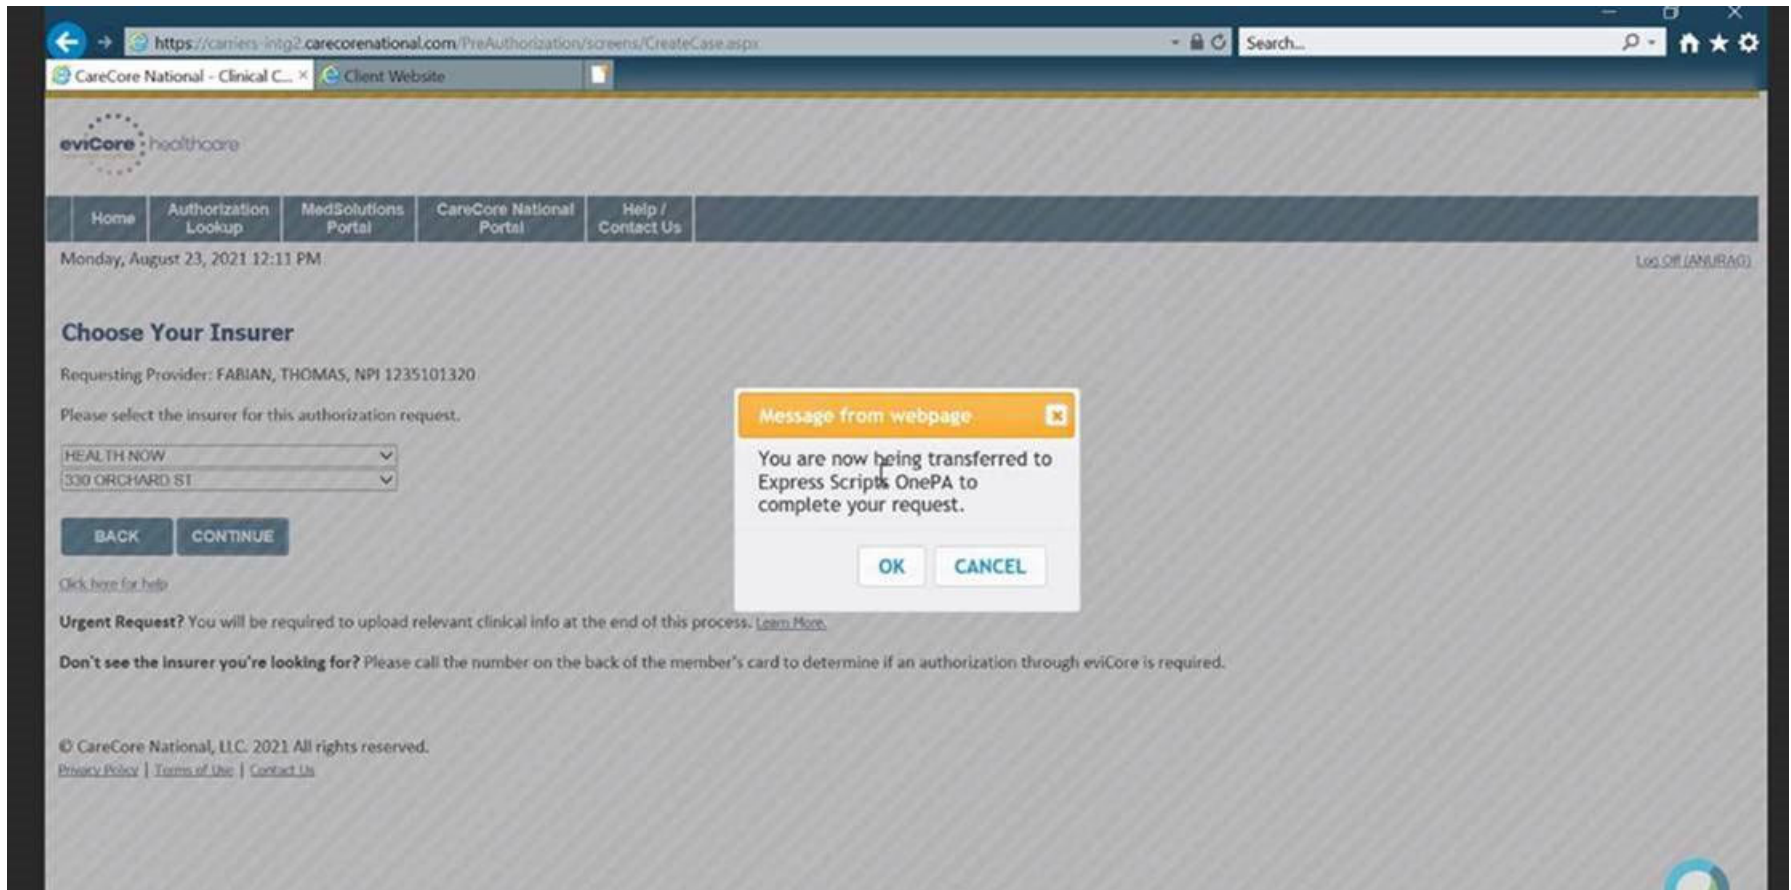 https://carriers-intg2.carecorenational.com/PreAuthorization/screens/CreateCase.aspx
Search...
CareCore National - Clinical C... ×
Client Website
eviCore healthcare
Home
Authorization
Lookup
MedSolutions
Portal
CareCore National
Portal
Help /
Contact Us
Monday, August 23, 2021 12:11 PM
Log Off (ANURAG)
Choose Your Insurer
Requesting Provider: FABIAN, THOMAS, NPI 1235101320
Please select the insurer for this authorization request.
HEALTH NOW
330 ORCHARD ST
BACK
CONTINUE
Click here for help
Message from webpage
You are now being transferred to
Express Scripts OnePA to
complete your request.
OK
CANCEL
Urgent Request? You will be required to upload relevant clinical info at the end of this process. Learn More.
Don't see the insurer you're looking for? Please call the number on the back of the member's card to determine if an authorization through eviCore is required.
© CareCore National, LLC. 2021 All rights reserved.
Privacy Policy | Terms of Use | Contact Us